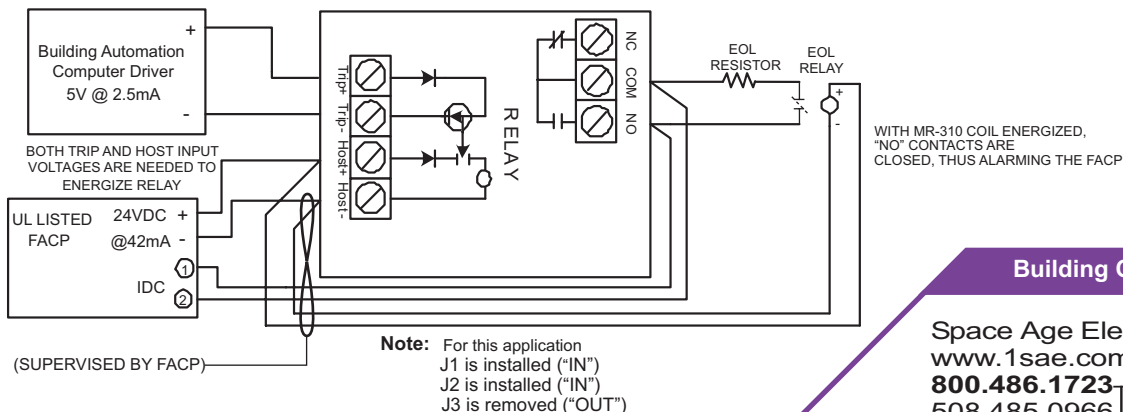 Building Automation
Computer Driver
5V @ 2.5mA
+
-
BOTH TRIP AND HOST INPUT
VOLTAGES ARE NEEDED TO
ENERGIZE RELAY
UL LISTED
FACP
24VDC +
@42mA -
IDC
1
2
(SUPERVISED BY FACP)
Trip+
Trip-
Host+
Host-
RELAY
NC
COM
NO
EOL
RESISTOR
EOL
RELAY
+
-
WITH MR-310 COIL ENERGIZED,
"NO" CONTACTS ARE
CLOSED, THUS ALARMING THE FACP
Note: For this application
J1 is installed ("IN")
J2 is installed ("IN")
J3 is removed ("OUT")
Building
Space Age
www.1sae.com
800.486.1723
508.485.0966